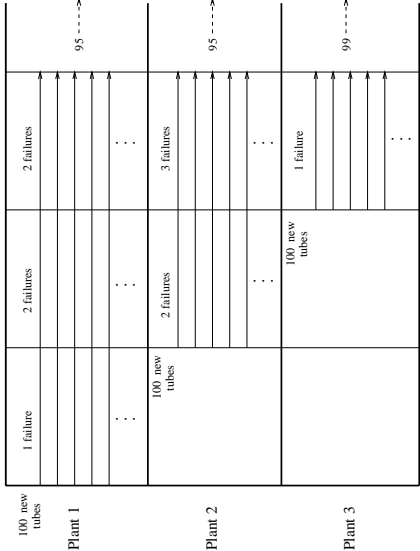 100 new
tubes
1 failure
2 failures
2 failures
Plant 1
. . .
. . .
. . .
95
100 new
tubes
2 failures
3 failures
Plant 2
. . .
. . .
95
100 new
tubes
1 failure
Plant 3
. . .
99